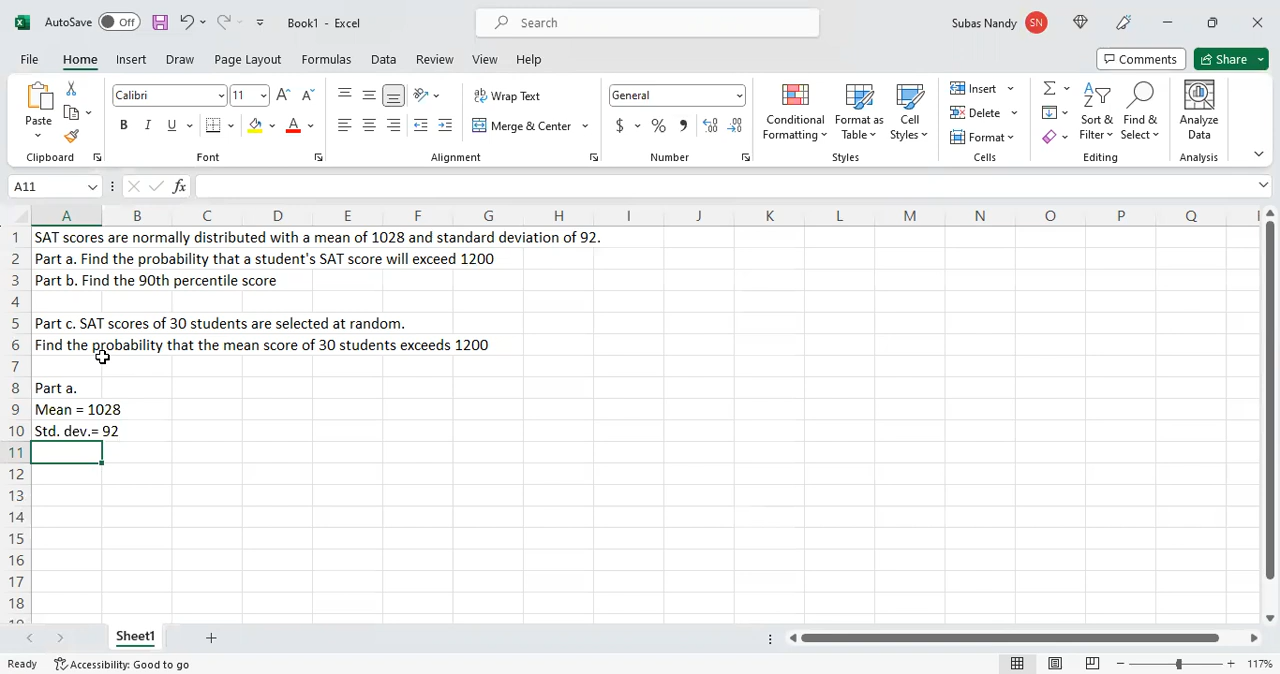 AutoSave Off Book1 - Excel Search Subas Nandy SN
File Home Insert Draw Page Layout Formulas Data Review View Help Comments Share
Calibri 11 Wrap Text General Insert
Paste Merge & Center Conditional Formatting Format as Table Cell Styles Delete Sort & Filter Find & Select Analyze Data
Format
Clipboard Font Alignment Number Styles Cells Editing Analysis
A11 fx
A B C D E F G H I J K L M N O P Q
1 SAT scores are normally distributed with a mean of 1028 and standard deviation of 92.
2 Part a. Find the probability that a student's SAT score will exceed 1200
3 Part b. Find the 90th percentile score
4
5 Part c. SAT scores of 30 students are selected at random.
6 Find the probability that the mean score of 30 students exceeds 1200
7
8 Part a.
9 Mean = 1028
10 Std. dev.= 92
11
12
13
14
15
16
17
18
Sheet1
Ready Accessibility: Good to go 117%